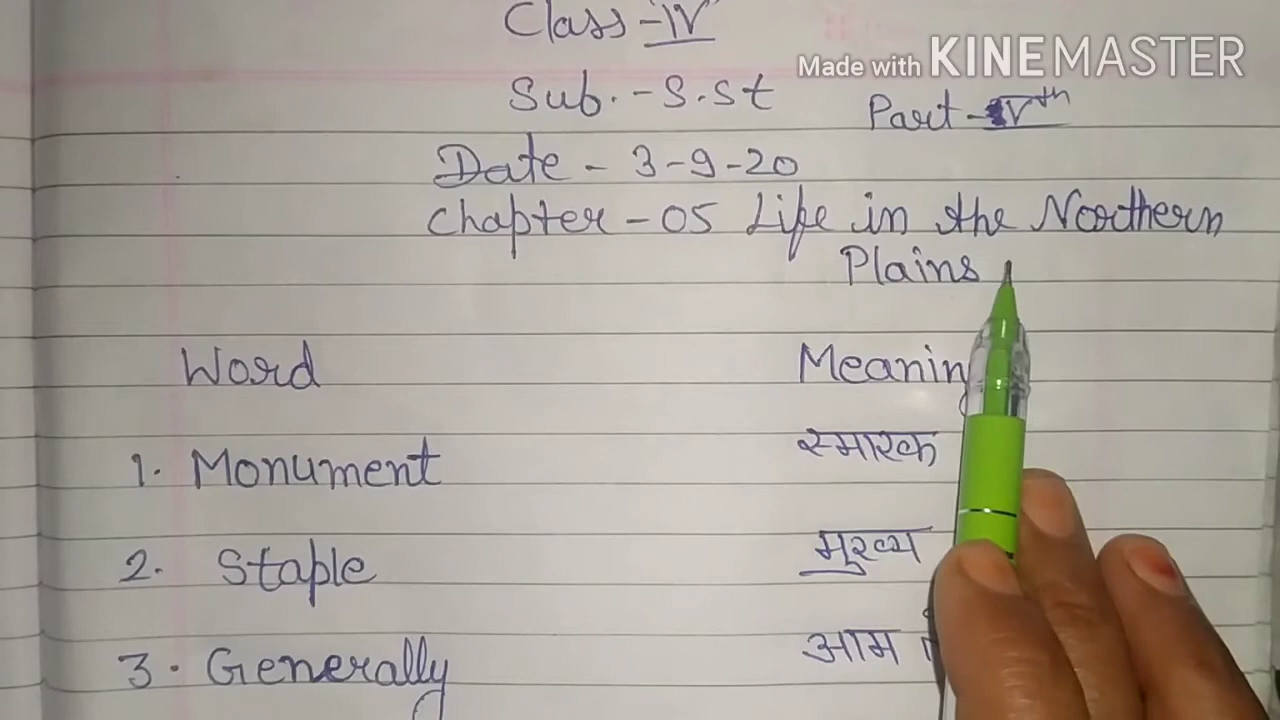 Class - IV
Made with KINEMASTER
Sub. - S.St
Part - Vth
Date - 3-9-20
Chapter - 05 Life in the Northern
Plains
Word Meaning
1. Monument स्मारक
2. Staple मुख्य
3. Generally आम